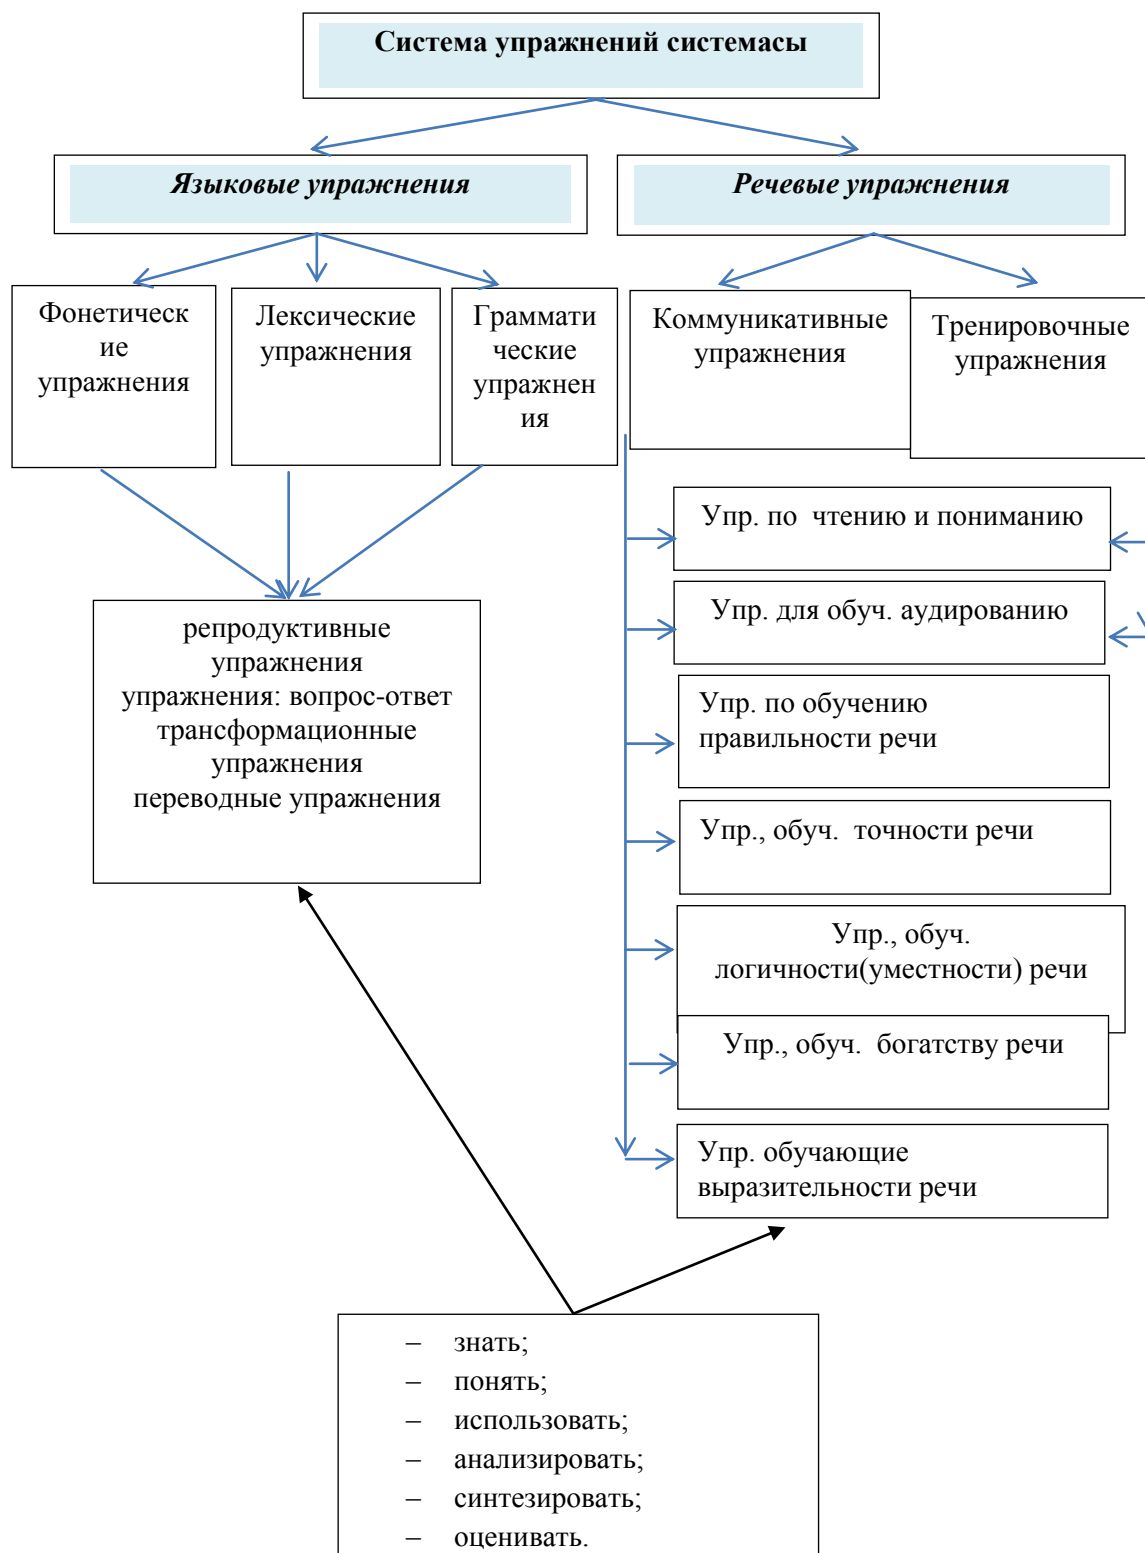 Система упражнений системасы
Языковые упражнения
Речевые упражнения
Фонетическ
ие
упражнения
Лексические
упражнения
Граммати
ческие
упражнен
ия
Коммуникативные
упражнения
Тренировочные
упражнения
репродуктивные
упражнения
упражнения: вопрос-ответ
трансформационные
упражнения
переводные упражнения
Упр. по чтению и пониманию
Упр. для обуч. аудированию
Упр. по обучению
правильности речи
Упр., обуч. точности речи
Упр., обуч.
логичности(уместности) речи
Упр., обуч. богатству речи
Упр. обучающие
выразительности речи
– знать;
– понять;
– использовать;
– анализировать;
– синтезировать;
– оценивать.